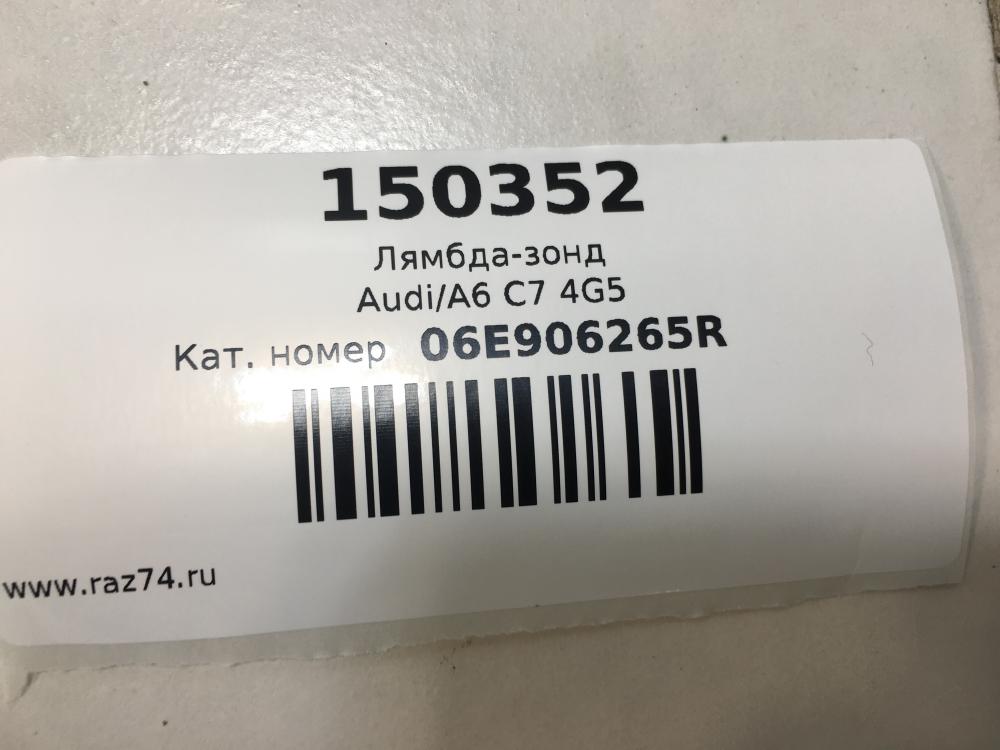 150352
Лямбда-зонд
Audi/A6 C7 4G5
Кат. номер 06E906265R
www.raz74.ru